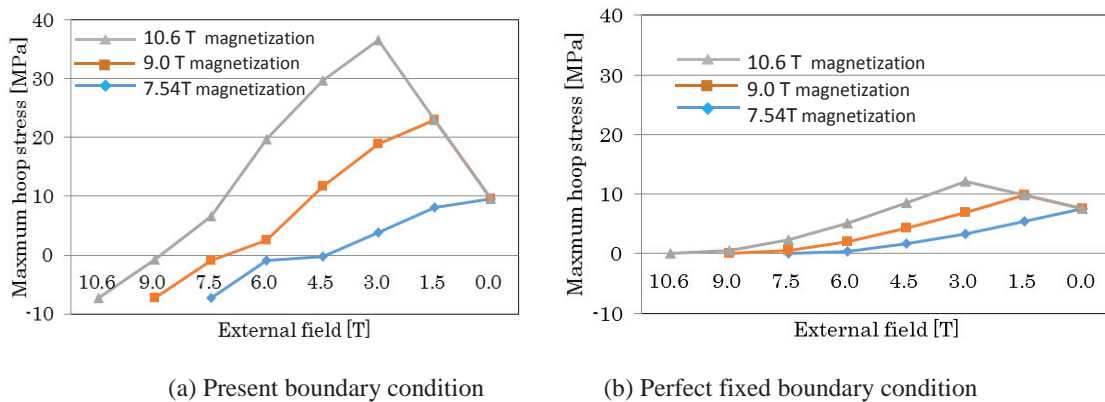 40
30
20
10
0
-10
Maxmum hoop stress [MPa]
10.6 T magnetization
9.0 T magnetization
7.54T magnetization
10.6 9.0 7.5 6.0 4.5 3.0 1.5 0.0
External field [T]
(a) Present boundary condition
40
30
20
10
0
-10
Maxmum hoop stress [MPa]
10.6 T magnetization
9.0 T magnetization
7.54T magnetization
10.6 9.0 7.5 6.0 4.5 3.0 1.5 0.0
External field [T]
(b) Perfect fixed boundary condition